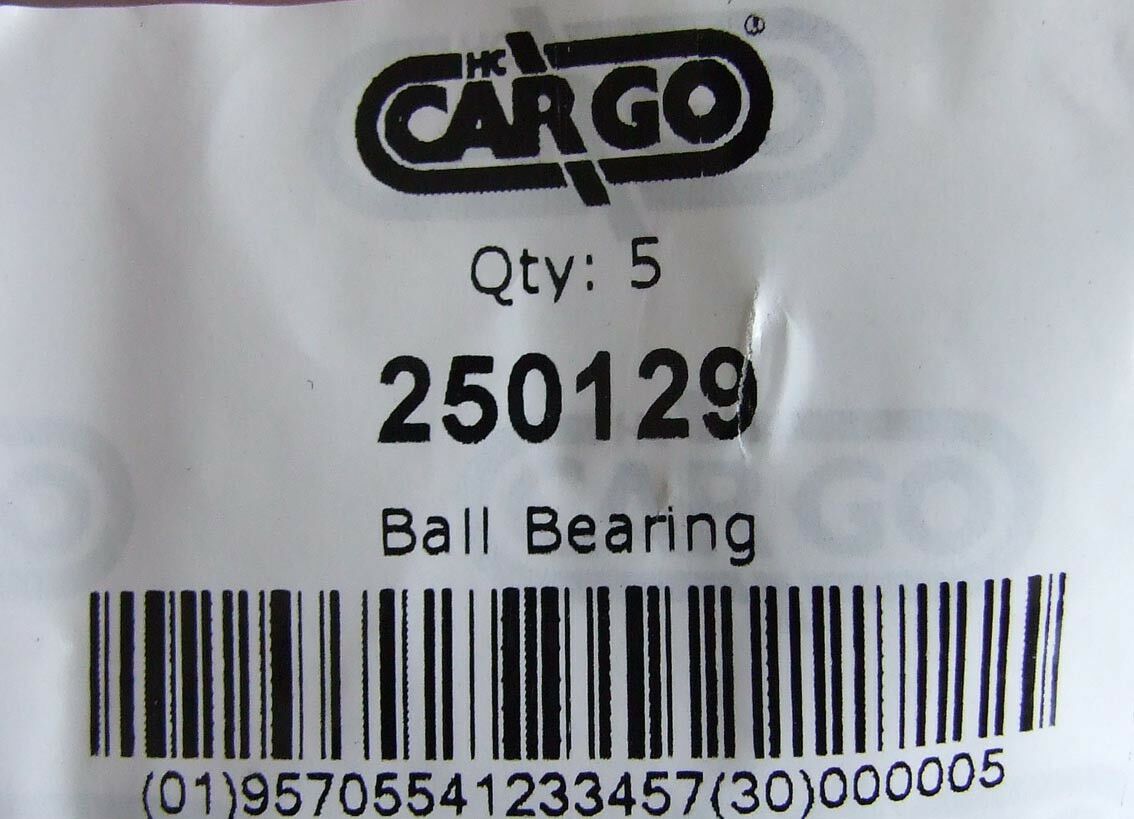 HC
CARGO®
Qty: 5
250129
Ball Bearing
(01)95705541233457(30)000005